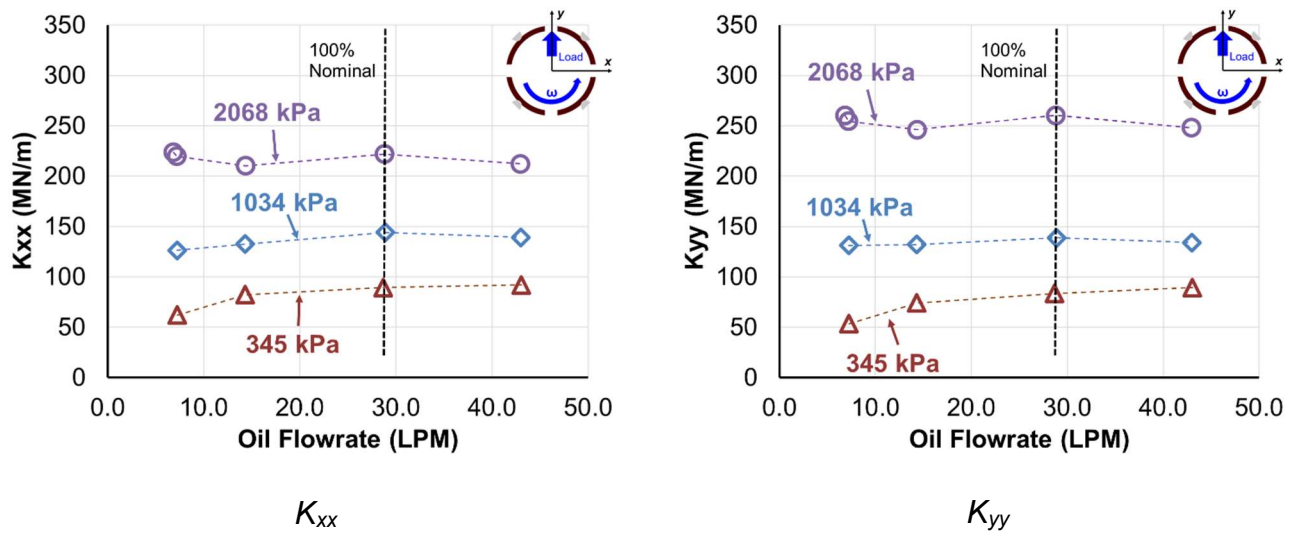 Kxx (MN/m)
350
300
250
200
150
100
50
0
100%
Nominal
2068 kPa
1034 kPa
345 kPa
y
Load
x
ω
0.0 10.0 20.0 30.0 40.0 50.0
Oil Flowrate (LPM)
Kxx
Kyy (MN/m)
350
300
250
200
150
100
50
0
100%
Nominal
2068 kPa
1034 kPa
345 kPa
y
Load
x
ω
0.0 10.0 20.0 30.0 40.0 50.0
Oil Flowrate (LPM)
Kyy